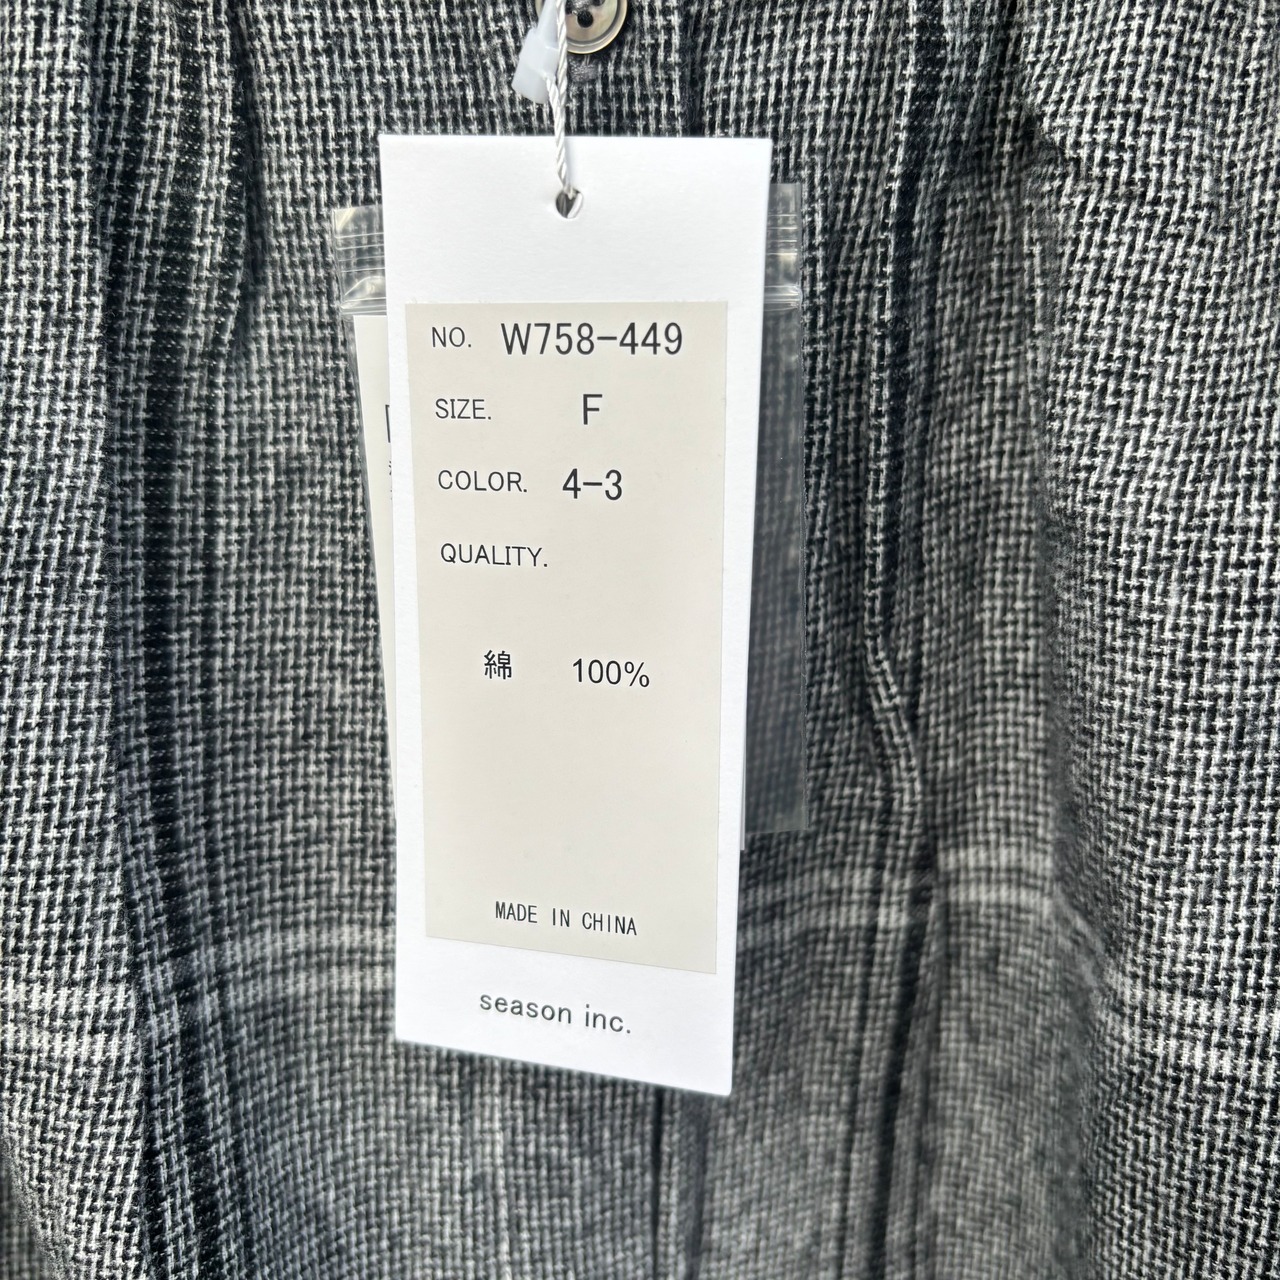 NO. W758-449
SIZE. F
COLOR. 4-3
QUALITY.
綿 100%
MADE IN CHINA
season inc.